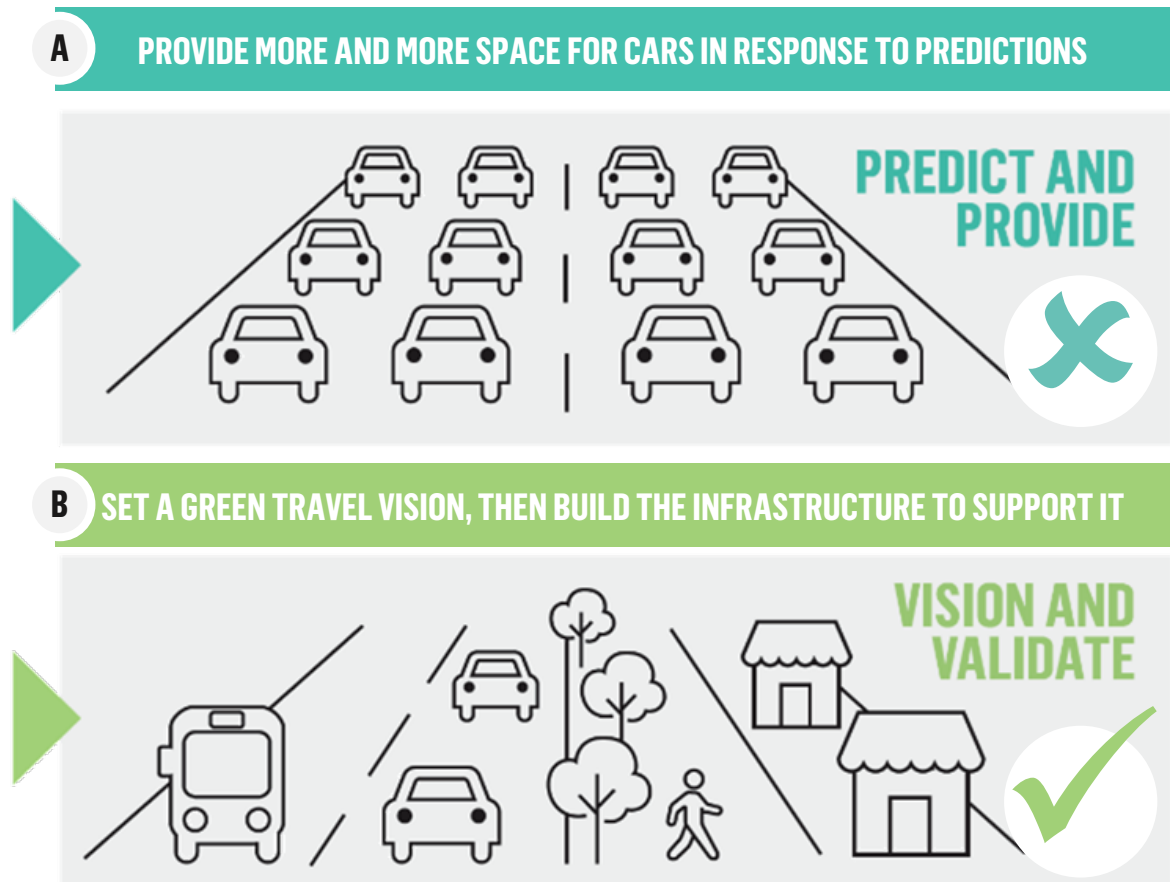 A
PROVIDE MORE AND MORE SPACE FOR CARS IN RESPONSE TO PREDICTIONS
PREDICT AND
PROVIDE
B
SET A GREEN TRAVEL VISION, THEN BUILD THE INFRASTRUCTURE TO SUPPORT IT
VISION AND
VALIDATE